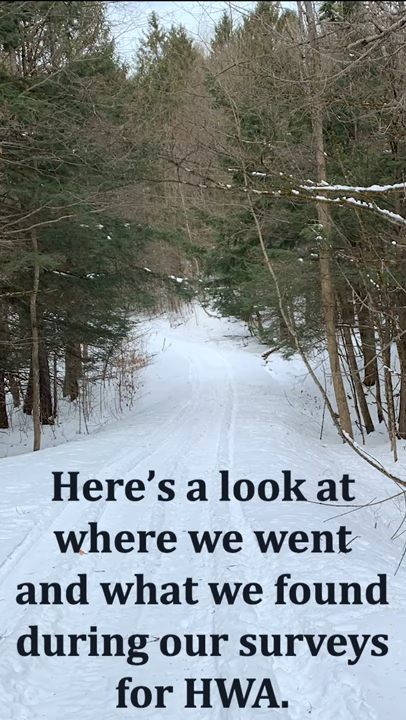 Here’s a look at
where we went
and what we found
during our surveys
for HWA.